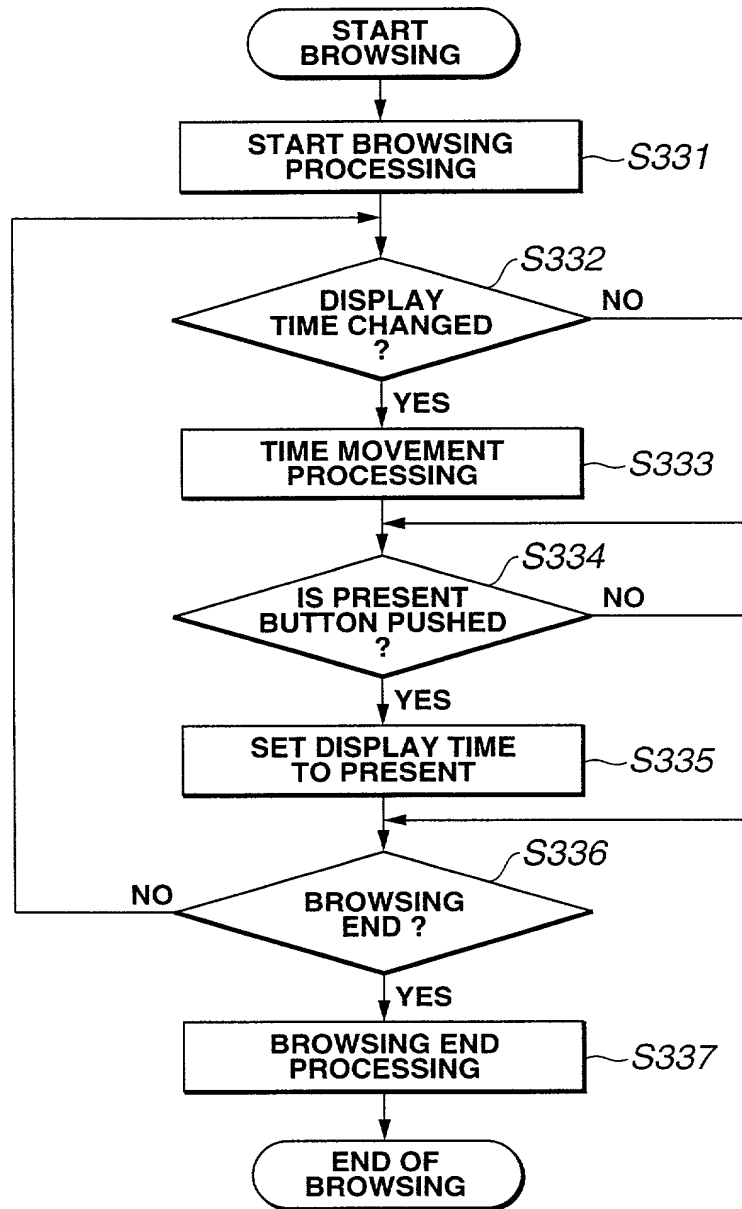 START
BROWSING
START BROWSING
PROCESSING
S331
S332
DISPLAY
TIME CHANGED
?
NO
YES
TIME MOVEMENT
PROCESSING
S333
S334
IS PRESENT
BUTTON PUSHED
?
NO
YES
SET DISPLAY TIME
TO PRESENT
S335
S336
NO
BROWSING
END ?
YES
BROWSING END
PROCESSING
S337
END OF
BROWSING